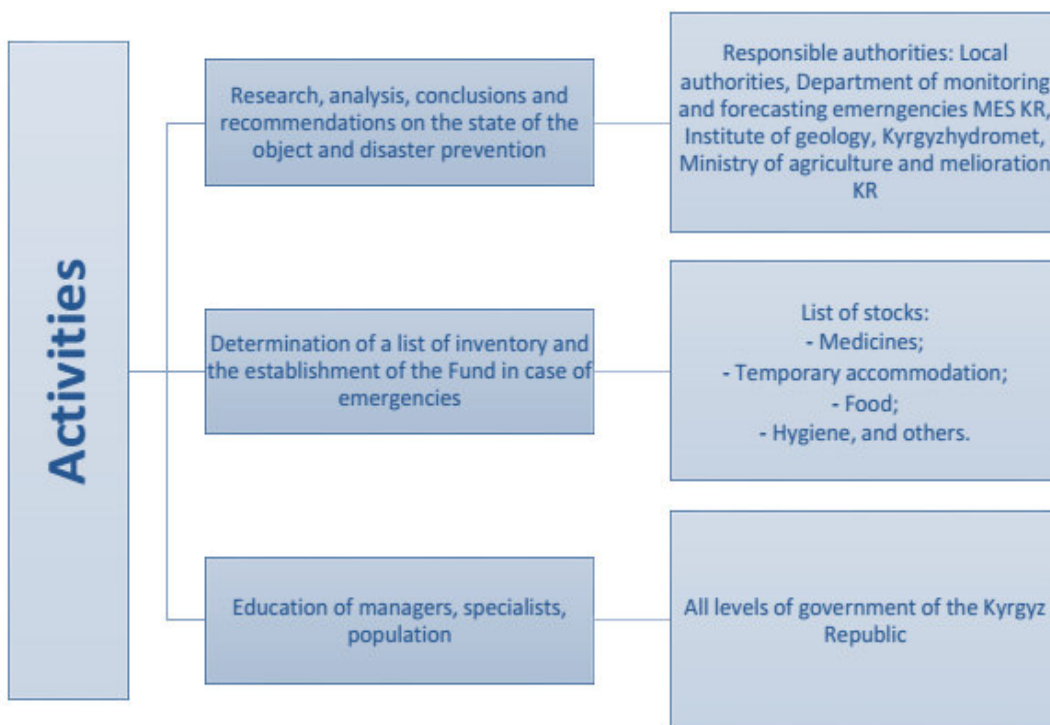 Activities
Research, analysis, conclusions and
recommendations on the state of the
object and disaster prevention
Responsible authorities: Local
authorities, Department of monitoring
and forecasting emerngencies MES KR,
Institute of geology, Kyrgyzhydromet,
Ministry of agriculture and melioration
KR
Determination of a list of inventory and
the establishment of the Fund in case of
emergencies
List of stocks:
- Medicines;
- Temporary accommodation;
- Food;
- Hygiene, and others.
Education of managers, specialists,
population
All levels of government of the Kyrgyz
Republic